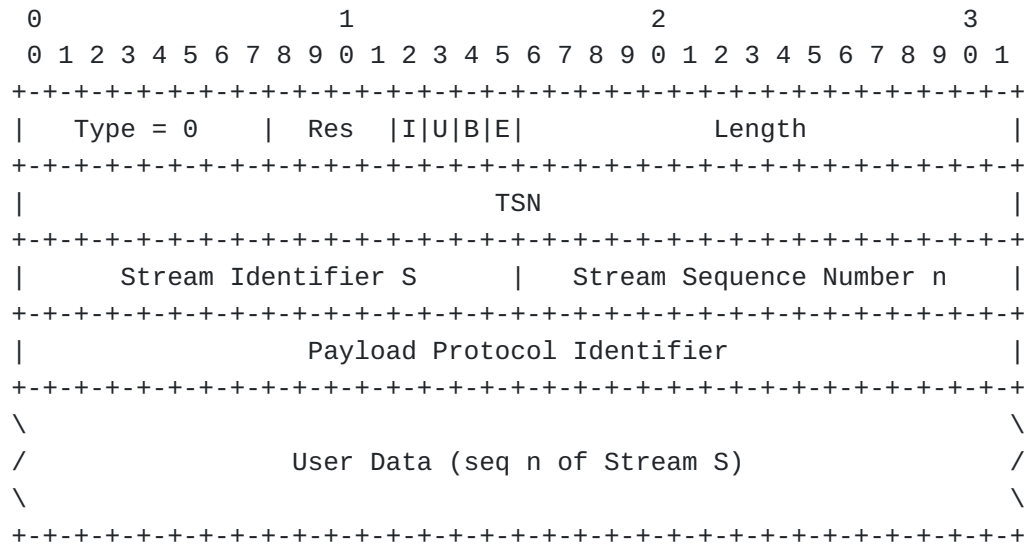 0                   1                   2                   3
 0 1 2 3 4 5 6 7 8 9 0 1 2 3 4 5 6 7 8 9 0 1 2 3 4 5 6 7 8 9 0 1
+-+-+-+-+-+-+-+-+-+-+-+-+-+-+-+-+-+-+-+-+-+-+-+-+-+-+-+-+-+-+-+-+
|   Type = 0    |  Res  |I|U|B|E|            Length             |
+-+-+-+-+-+-+-+-+-+-+-+-+-+-+-+-+-+-+-+-+-+-+-+-+-+-+-+-+-+-+-+-+
|                              TSN                              |
+-+-+-+-+-+-+-+-+-+-+-+-+-+-+-+-+-+-+-+-+-+-+-+-+-+-+-+-+-+-+-+-+
|      Stream Identifier S      |   Stream Sequence Number n    |
+-+-+-+-+-+-+-+-+-+-+-+-+-+-+-+-+-+-+-+-+-+-+-+-+-+-+-+-+-+-+-+-+
|                  Payload Protocol Identifier                  |
+-+-+-+-+-+-+-+-+-+-+-+-+-+-+-+-+-+-+-+-+-+-+-+-+-+-+-+-+-+-+-+-+
\                                                               \
/                 User Data (seq n of Stream S)                 /
\                                                               \
+-+-+-+-+-+-+-+-+-+-+-+-+-+-+-+-+-+-+-+-+-+-+-+-+-+-+-+-+-+-+-+-+